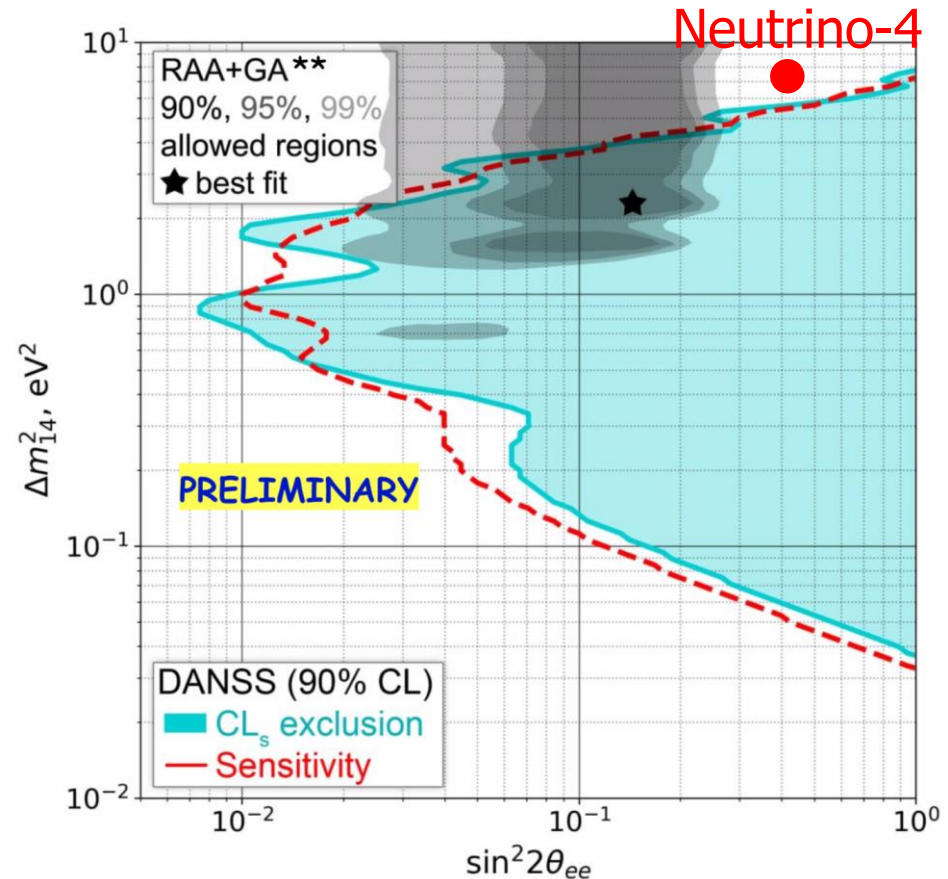 Neutrino-4
RAA+GA**
90%, 95%, 99%
allowed regions
★ best fit
PRELIMINARY
DANSS (90% CL)
CLₛ exclusion
Sensitivity
10¹
10⁰
10⁻¹
10⁻²
Δm²₁₄, eV²
10⁻² 10⁻¹ 10⁰
sin²2θₑₑ